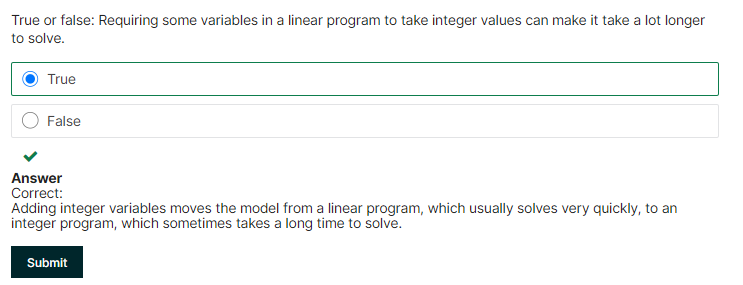 True or false: Requiring some variables in a linear program to take integer values can make it take a lot longer
to solve.
True
False
Answer
Correct:
Adding integer variables moves the model from a linear program, which usually solves very quickly, to an
integer program, which sometimes takes a long time to solve.
Submit